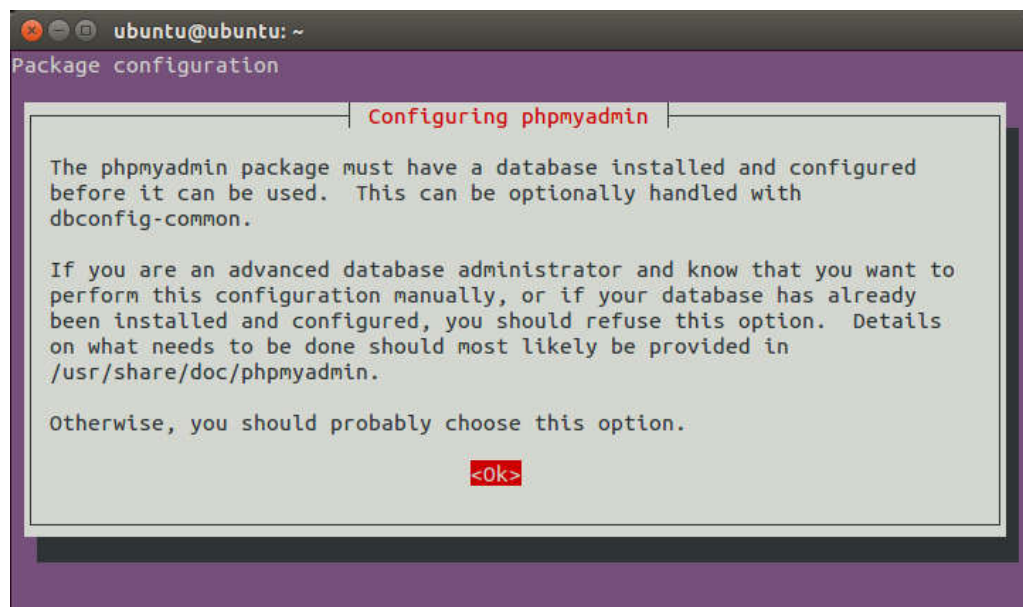 ubuntu@ubuntu: ~
Package configuration
Configuring phpmyadmin
The phpmyadmin package must have a database installed and configured
before it can be used.  This can be optionally handled with
dbconfig-common.
If you are an advanced database administrator and know that you want to
perform this configuration manually, or if your database has already
been installed and configured, you should refuse this option.  Details
on what needs to be done should most likely be provided in
/usr/share/doc/phpmyadmin.
Otherwise, you should probably choose this option.
<Ok>